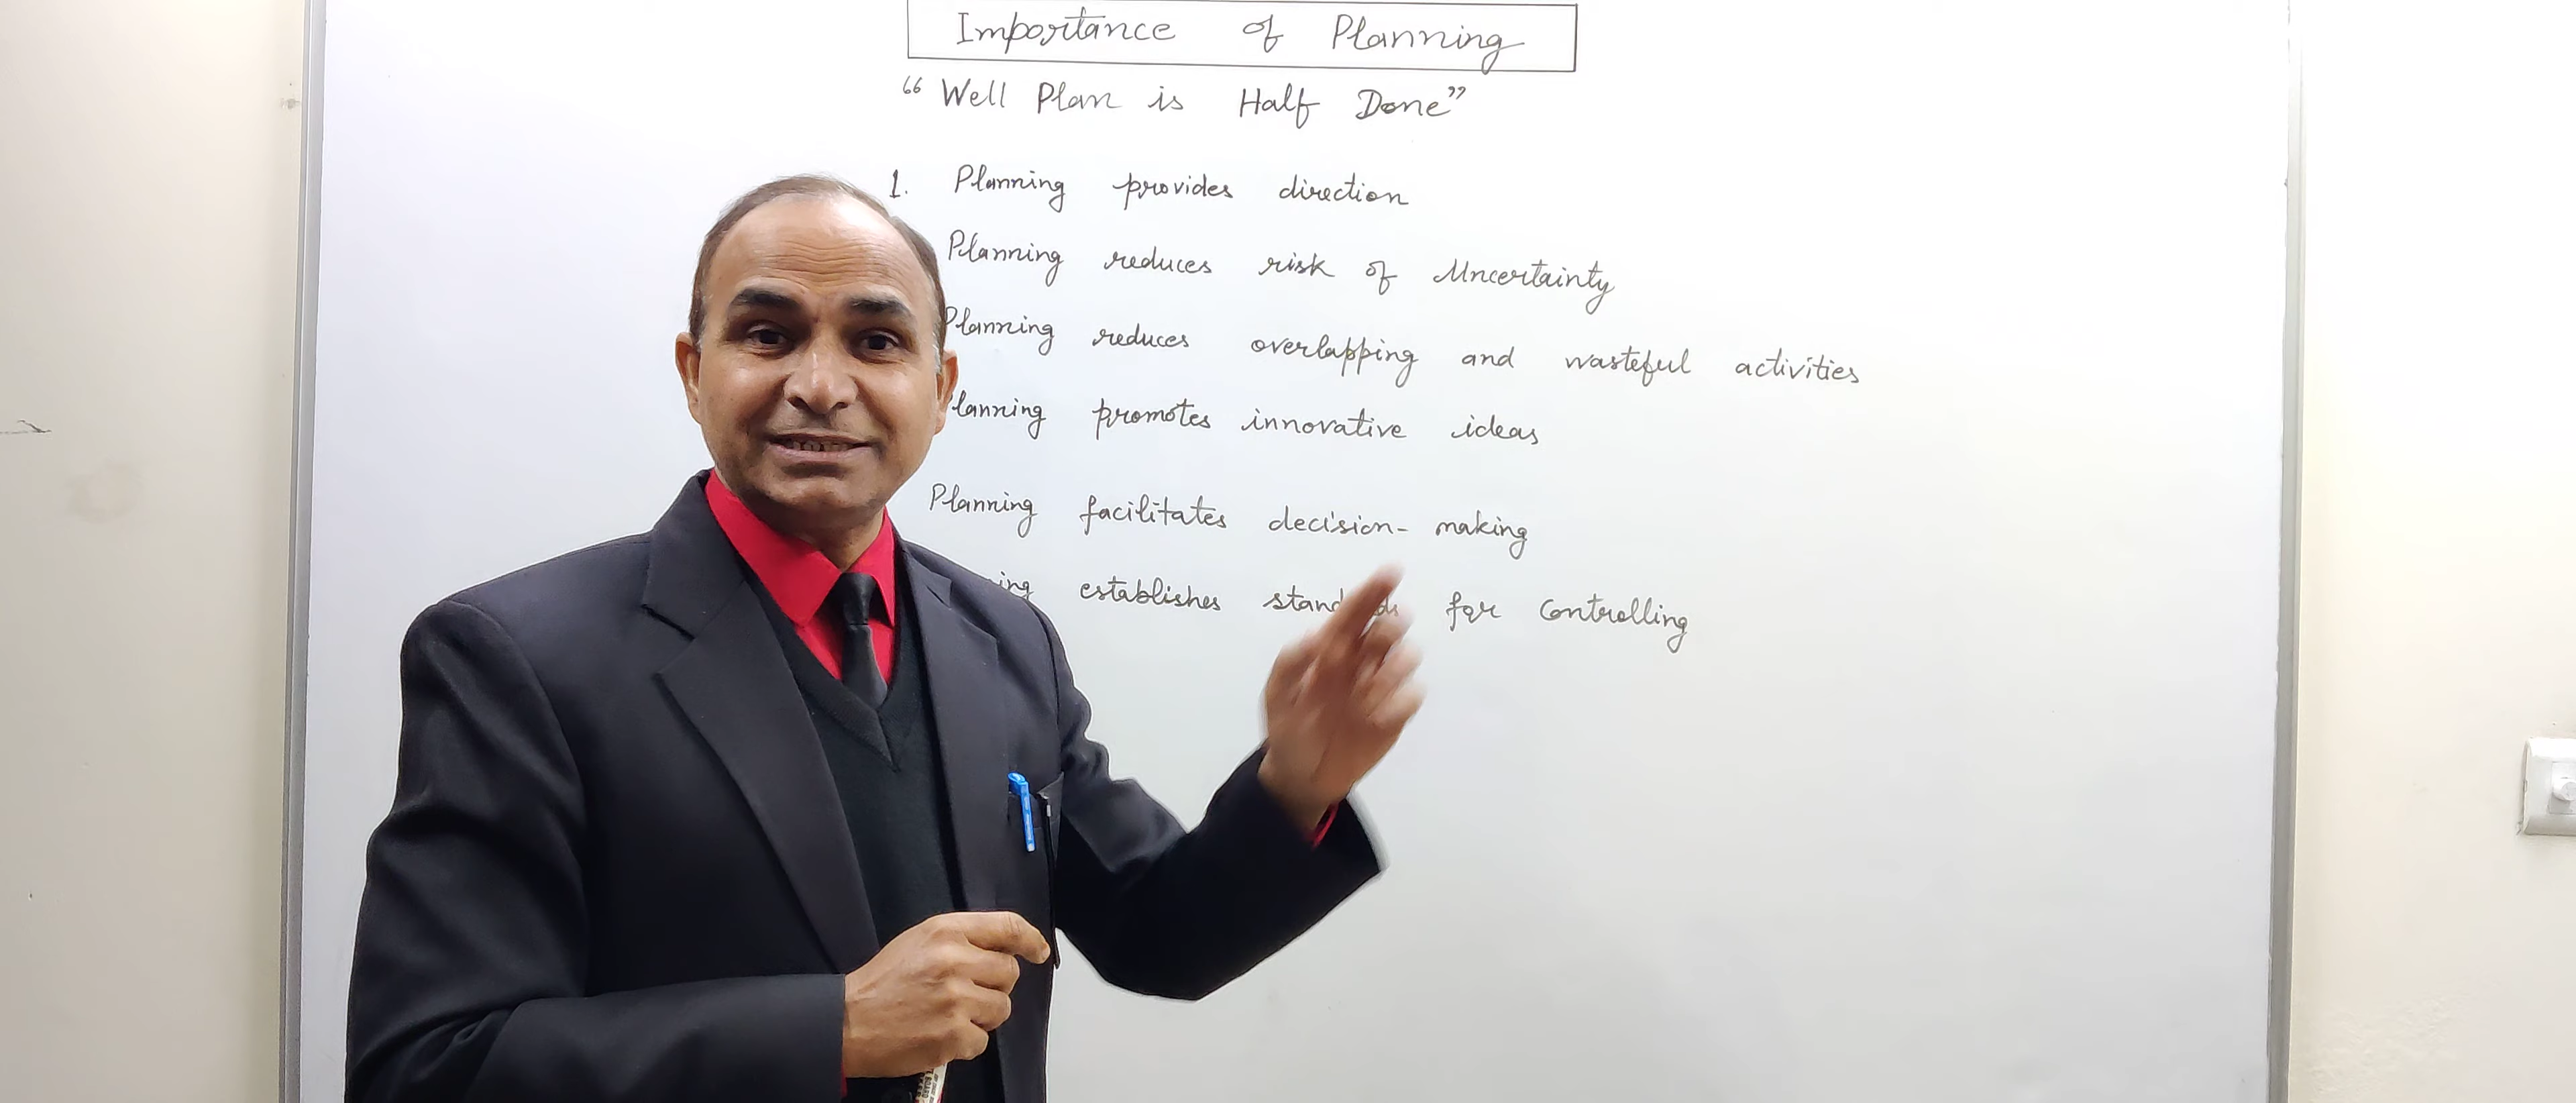 Importance of Planning
“Well Plan is Half Done”
1. Planning provides direction
Planning reduces risk of Uncertainty
Planning reduces overlapping and wasteful activities
lanning promotes innovative ideas
Planning facilitates decision- making
ing establishes for Controlling